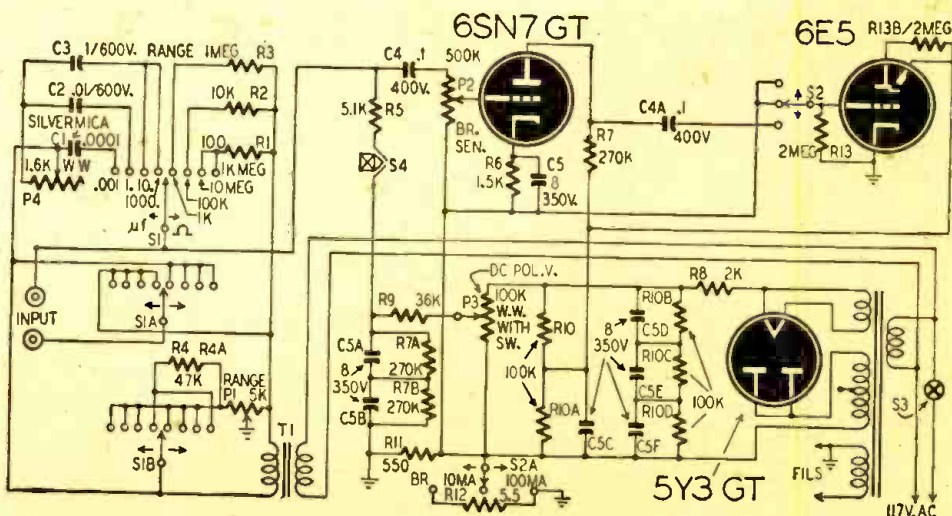 6SN7 GT
6E5
R13B/2MEG
C3 .1/600V. RANGE 1MEG R3
C4 .1
400V.
500K
P2
BR.
SEN.
C2 .01/600V.
10K R2
5.1K
R5
C4A .1
400V
S2
SILVERMICA
C1 .0001
100 R1
R7
270K
1.6K W W
P4
.001 1. 10.
1000.
1K MEG
10MEG
100K
1K
S4
R6
1.5K
C5
8
350V.
2MEG R13
µf Ω
S1
INPUT
S1A
DC POL.V.
R9 36K P3
100K
W.W.
WITH
SW.
R10
R10B
R8 2K
8 C5D
R10C
350V
R4 R4A
47K
RANGE
P1 5K
C5A
8
350V
C5B
R7A
270K
R7B
270K
100K
R10A
C5C
C5E
R10D
C5F
100K
S3
S1B
T1
R11
550
S2A
BR 10MA 100MA
R12 5.5
5Y3 GT
FILS
117V. AC